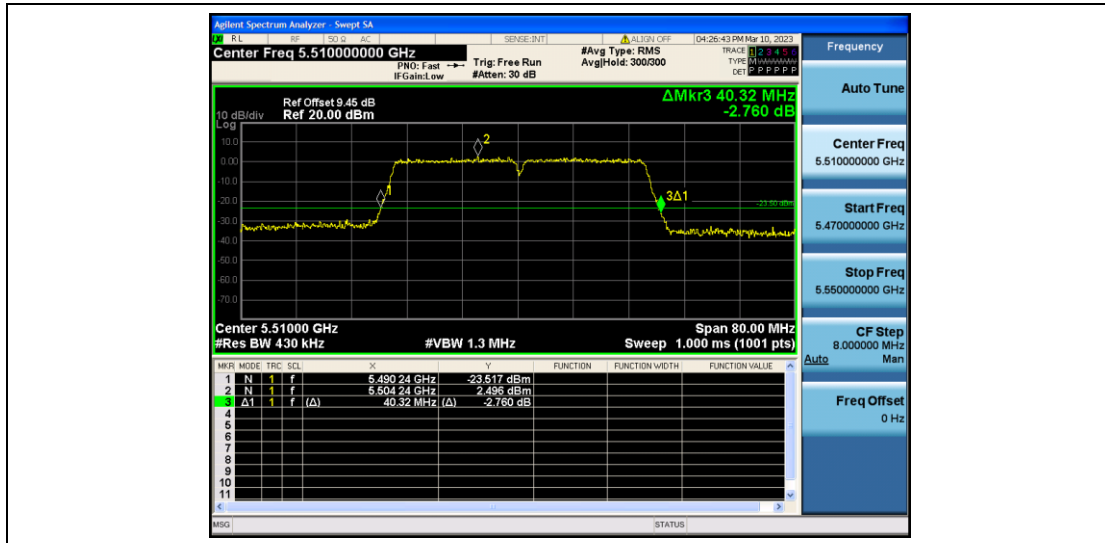 Agilent Spectrum Analyzer - Swept SA
RL RF 50 Ω AC SENSE:INT ALIGN OFF 04:26:43 PM Mar 10, 2023
Center Freq 5.510000000 GHz
PNO: Fast
IFGain:Low
Trig: Free Run
#Atten: 30 dB
#Avg Type: RMS
Avg|Hold: 300/300
TRACE 1 2 3 4 5 6
TYPE M
DET P P P P P P
Ref Offset 9.45 dB
10 dB/div Ref 20.00 dBm
Log
ΔMkr3 40.32 MHz
-2.760 dB
10.0
0.00
-10.0
-20.0
-30.0
-40.0
-50.0
-60.0
-70.0
1
2
3Δ1
-23.50 dBm
Center 5.51000 GHz Span 80.00 MHz
#Res BW 430 kHz #VBW 1.3 MHz Sweep 1.000 ms (1001 pts)
MKR MODE TRC SCL X Y FUNCTION FUNCTION WIDTH FUNCTION VALUE
1 N 1 f 5.490 24 GHz -23.517 dBm
2 N 1 f 5.504 24 GHz 2.496 dBm
3 Δ1 1 f (Δ) 40.32 MHz (Δ) -2.760 dB
4
5
6
7
8
9
10
11
MSG STATUS
Frequency
Auto Tune
Center Freq
5.510000000 GHz
Start Freq
5.470000000 GHz
Stop Freq
5.550000000 GHz
CF Step
8.000000 MHz
Auto Man
Freq Offset
0 Hz